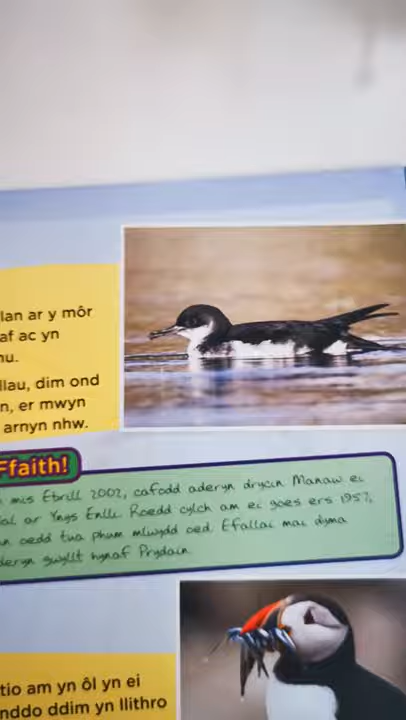 lan ar y môr
af ac yn
nu.
llau, dim ond
n, er mwyn
arnyn nhw.
Ffaith!
mis Ebrill 2002, cafodd aderyn drycin Manaw ei
ar Ynys Enlli. Roedd cylch am ei goes ers 1957,
n oedd tua phum mlwydd oed. Efallai mai dyma
deryn gwyllt hynaf Prydain.
tio am yn ôl yn ei
nddo ddim yn llithro